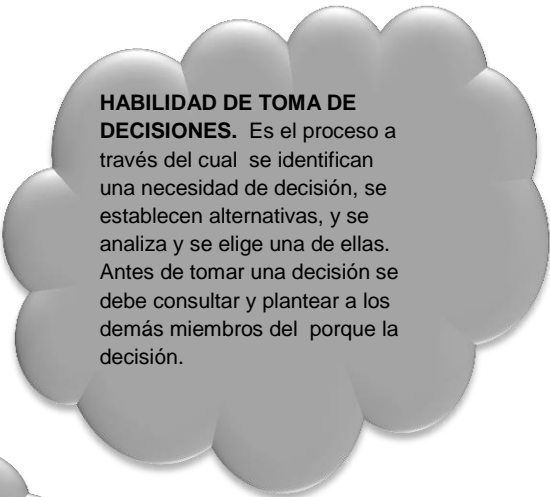 HABILIDAD DE TOMA DE
DECISIONES. Es el proceso a
través del cual se identifican
una necesidad de decisión, se
establecen alternativas, y se
analiza y se elige una de ellas.
Antes de tomar una decisión se
debe consultar y plantear a los
demás miembros del porque la
decisión.